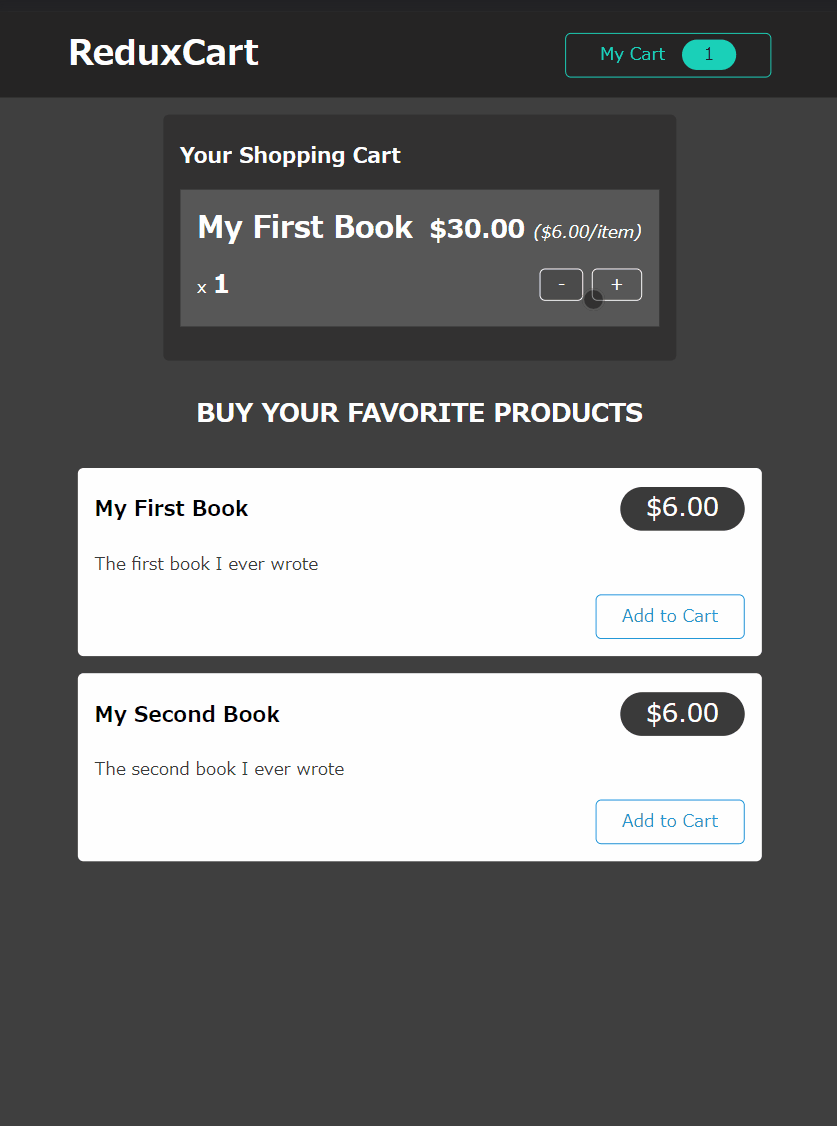 ReduxCart
My Cart 1
Your Shopping Cart
My First Book $30.00 ($6.00/item)
x 1 - +
BUY YOUR FAVORITE PRODUCTS
My First Book $6.00
The first book I ever wrote
Add to Cart
My Second Book $6.00
The second book I ever wrote
Add to Cart